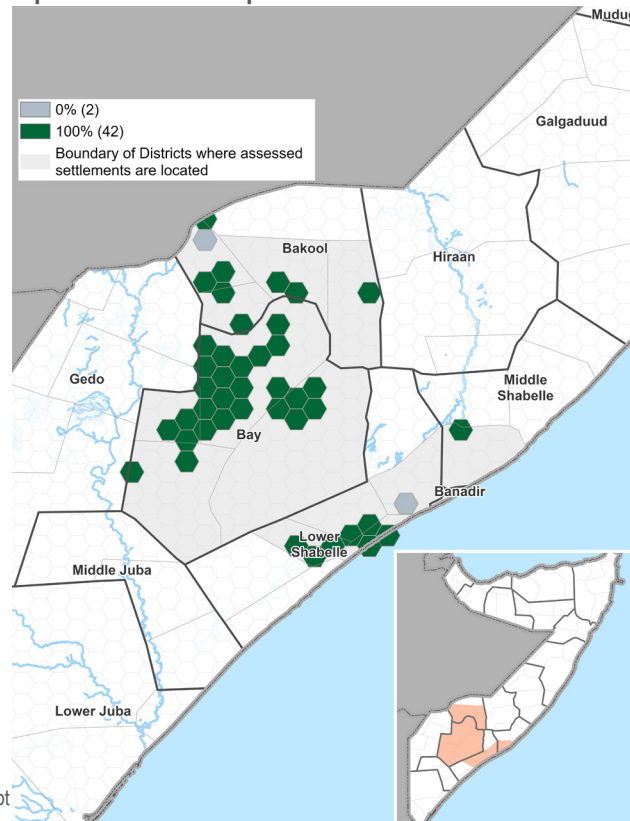 Mudug
Galgaduud
0% (2)
100% (42)
Boundary of Districts where assessed
settlements are located
Bakool
Hiraan
Gedo
Middle
Shabelle
Bay
Banadir
Lower
Shabelle
Middle Juba
Lower Juba
ot